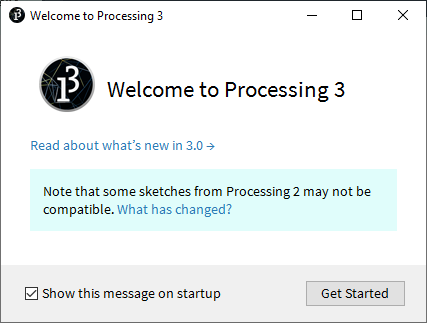 Welcome to Processing 3
Welcome to Processing 3
Read about what's new in 3.0 →
Note that some sketches from Processing 2 may not be
compatible. What has changed?
Show this message on startup
Get Started